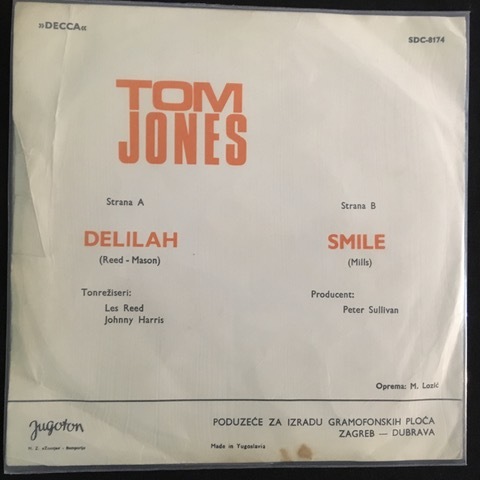 »DECCA«
SDC-8174
TOM
JONES
Strana A
DELILAH
(Reed - Mason)
Tonrežiseri:
Les Reed
Johnny Harris
Strana B
SMILE
(Mills)
Producent:
Peter Sullivan
Oprema: M. Lozić
Jugoton
PODUZEĆE ZA IZRADU GRAMOFONSKIH PLOČA
ZAGREB — DUBRAVA
Made in Yugoslavia